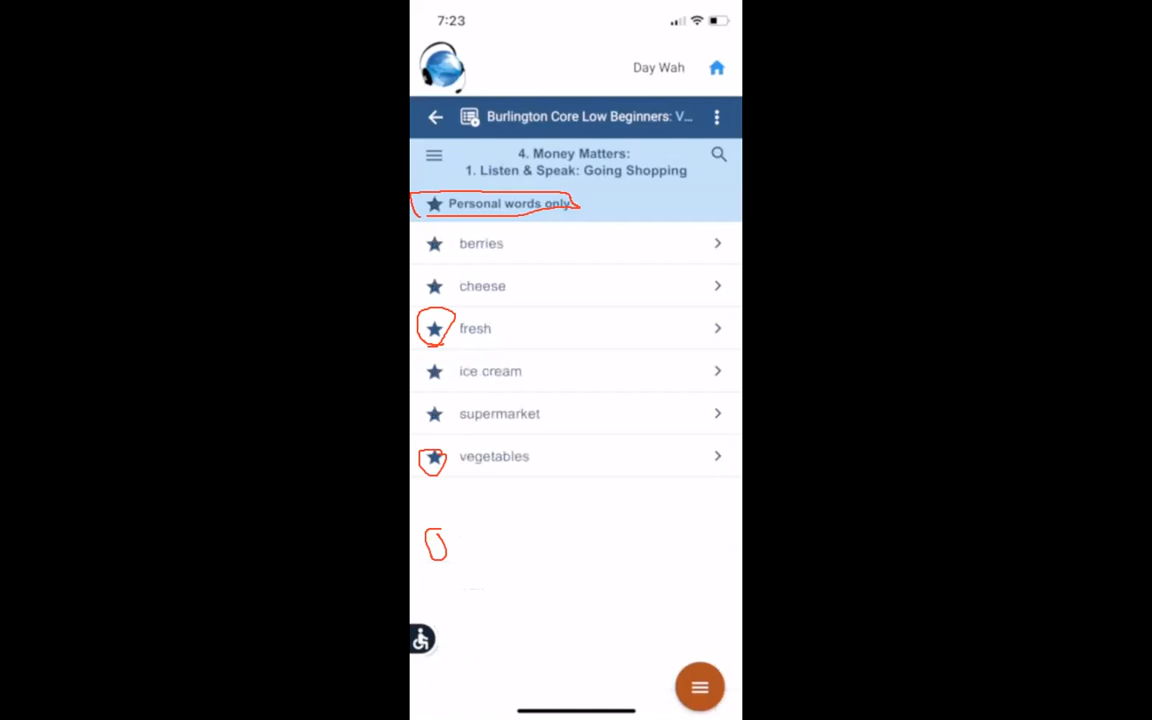 7:23
Day Wah
Burlington Core Low Beginners: V...
4. Money Matters:
1. Listen & Speak: Going Shopping
Personal words only
berries
cheese
fresh
ice cream
supermarket
vegetables